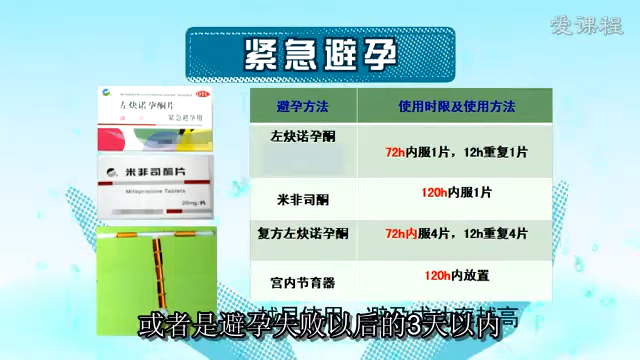 爱课程
紧急避孕
左炔诺孕酮片
紧急避孕用
米非司酮片
Mifepristone Tablets
25mg/片
避孕方法 使用时限及使用方法
左炔诺孕酮 72h内服1片，12h重复1片
米非司酮 120h内服1片
复方左炔诺孕酮 72h内服4片，12h重复4片
宫内节育器 120h内放置
或者是避孕失败以后的3天以内